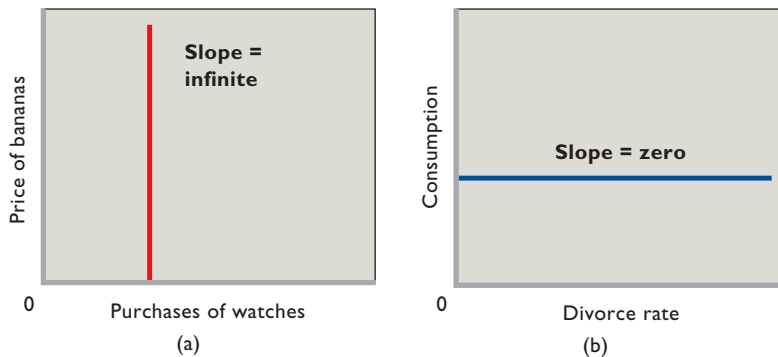 Price of bananas
Slope =
infinite
0
Purchases of watches
(a)
Consumption
Slope = zero
0
Divorce rate
(b)